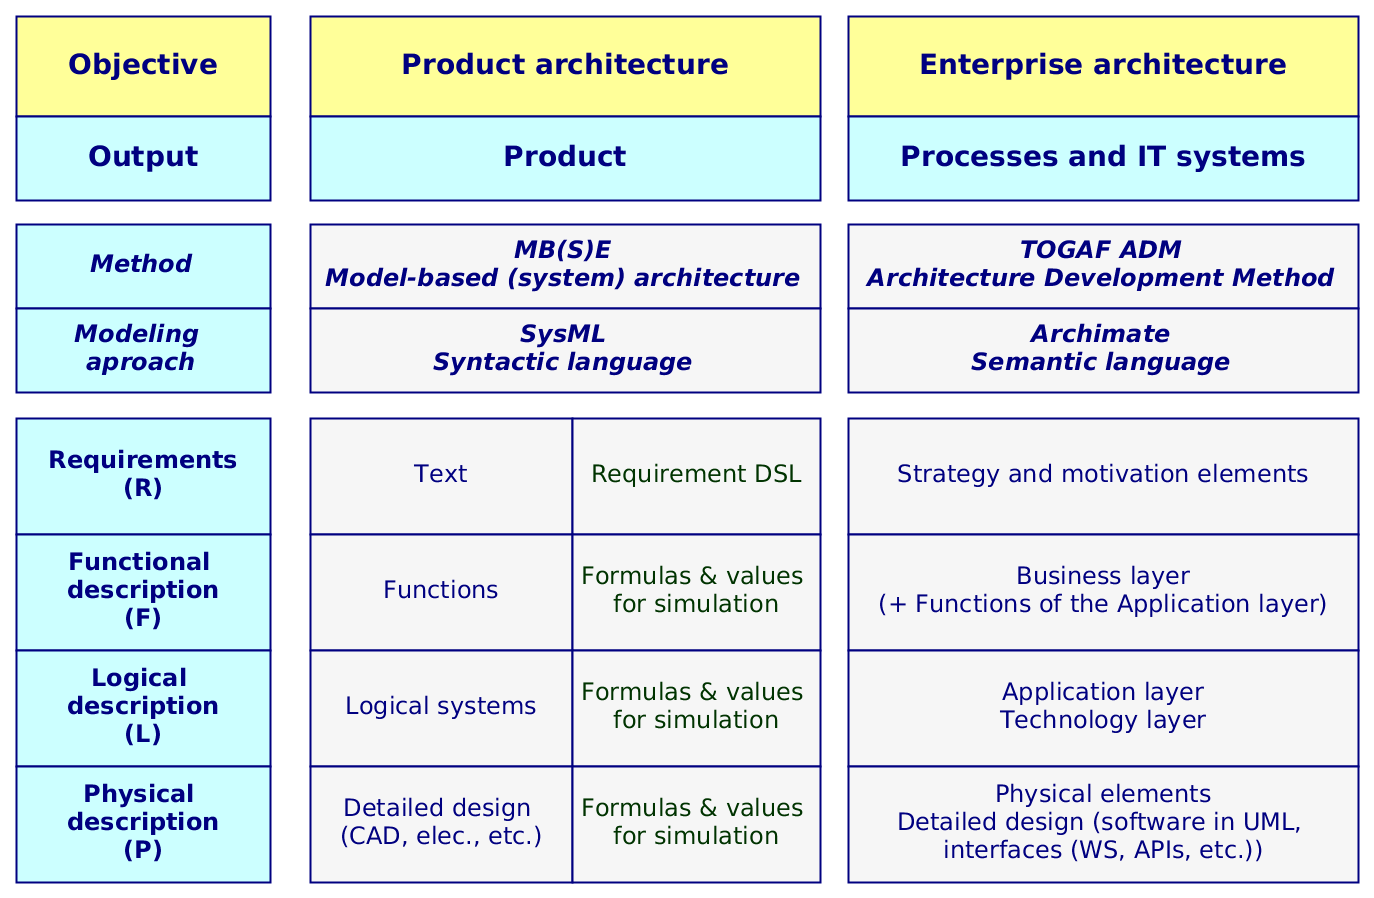 Objective
Product architecture
Enterprise architecture
Output
Product
Processes and IT systems
Method
MB(S)E
Model-based (system) architecture
TOGAF ADM
Architecture Development Method
Modeling
aproach
SysML
Syntactic language
Archimate
Semantic language
Requirements
(R)
Text
Requirement DSL
Strategy and motivation elements
Functional
description
(F)
Functions
Formulas & values
for simulation
Business layer
(+ Functions of the Application layer)
Logical
description
(L)
Logical systems
Formulas & values
for simulation
Application layer
Technology layer
Physical
description
(P)
Detailed design
(CAD, elec., etc.)
Formulas & values
for simulation
Physical elements
Detailed design (software in UML,
interfaces (WS, APIs, etc.))